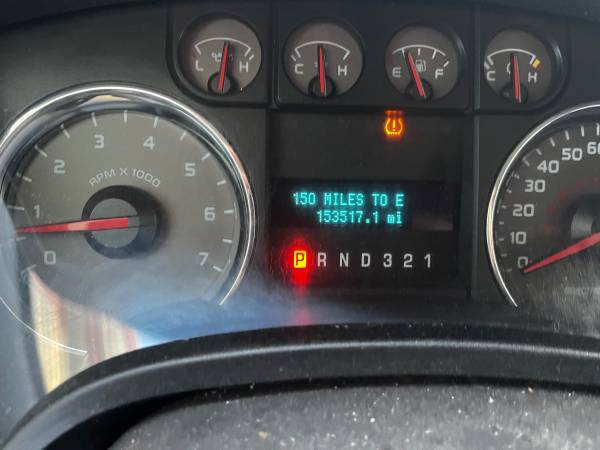 L H
C H
E F
C H
0 1 2 3 4 5 6 7
RPM X 1000
150 MILES TO E
153517.1 mi
P R N D 3 2 1
0 10 20 30 40 50 60